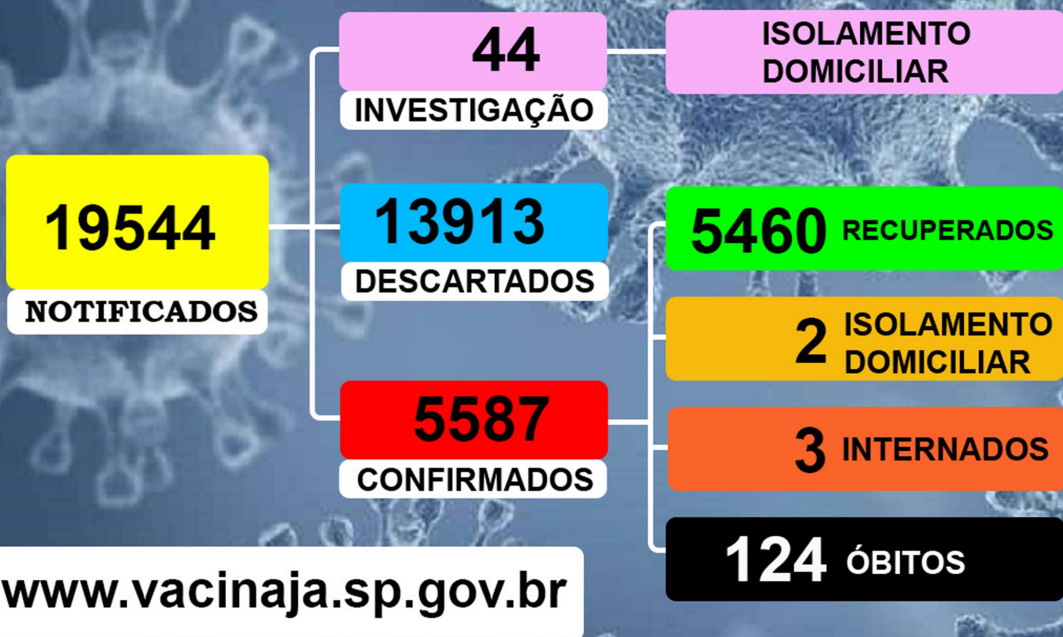 44
INVESTIGAÇÃO
ISOLAMENTO
DOMICILIAR
19544
NOTIFICADOS
13913
DESCARTADOS
5587
CONFIRMADOS
5460 RECUPERADOS
2 ISOLAMENTO
DOMICILIAR
3 INTERNADOS
124 ÓBITOS
www.vacinaja.sp.gov.br